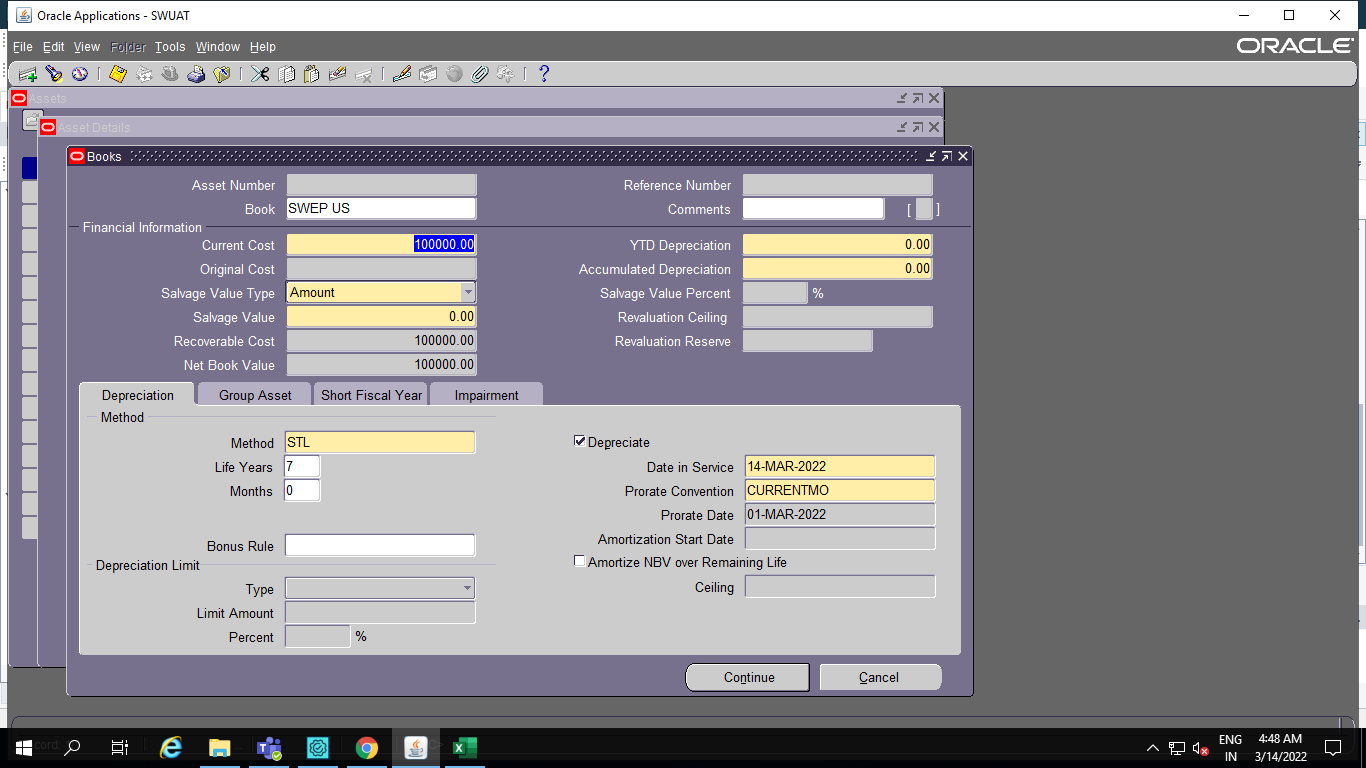 Oracle Applications - SWUAT
File Edit View Folder Tools Window Help
ORACLE
Assets
Asset Details
Books
Asset Number
Reference Number
Book SWEP US
Comments [ ]
Financial Information
Current Cost 100000.00
YTD Depreciation 0.00
Original Cost
Accumulated Depreciation 0.00
Salvage Value Type Amount
Salvage Value Percent %
Salvage Value 0.00
Revaluation Ceiling
Recoverable Cost 100000.00
Revaluation Reserve
Net Book Value 100000.00
Depreciation Group Asset Short Fiscal Year Impairment
Method
Method STL
Depreciate
Life Years 7
Date in Service 14-MAR-2022
Months 0
Prorate Convention CURRENTMO
Prorate Date 01-MAR-2022
Amortization Start Date
Bonus Rule
Depreciation Limit
Amortize NBV over Remaining Life
Type
Ceiling
Limit Amount
Percent %
Continue Cancel
ENG
IN
4:48 AM
3/14/2022